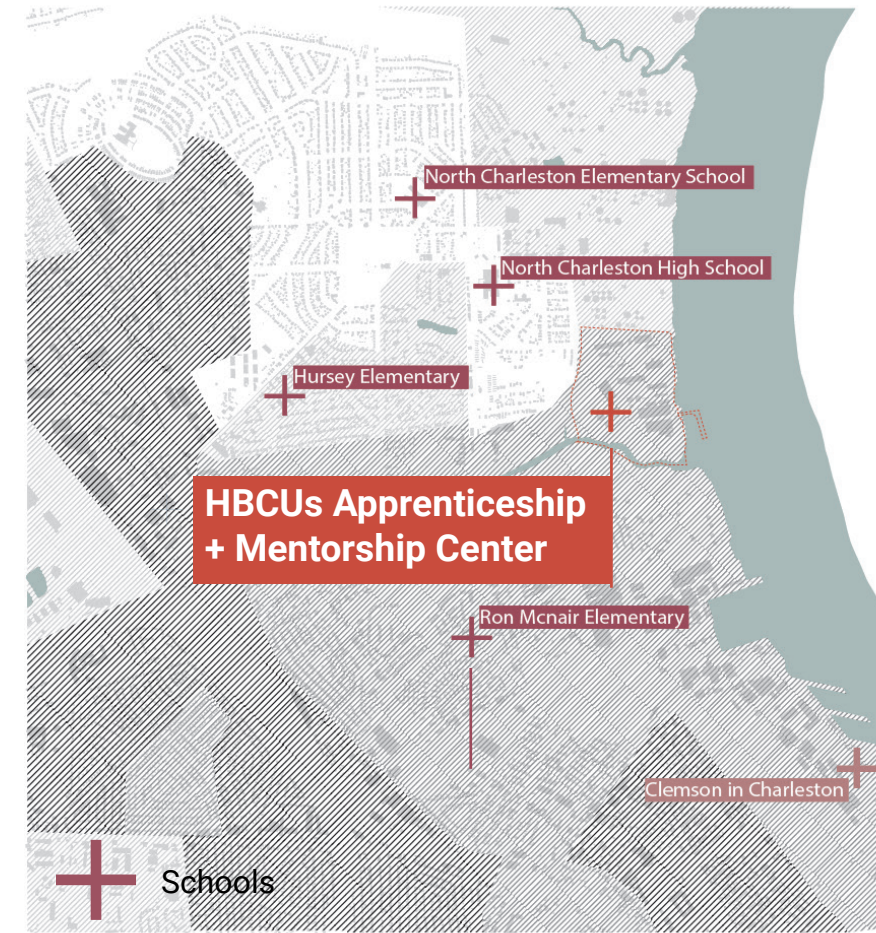 North Charleston Elementary School
North Charleston High School
Hursey Elementary
HBCUs Apprenticeship
+ Mentorship Center
Ron Mcnair Elementary
Clemson in Charleston
Schools